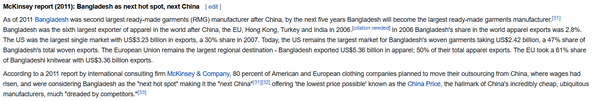 McKinsey report (2011): Bangladesh as next hot spot, next China [ edit ]
As of 2011 Bangladesh was second largest ready-made garments (RMG) manufacturer after China, by the next five years Bangladesh will become the largest ready-made garments manufacturer.[31]
Bangladesh was the sixth largest exporter of apparel in the world after China, the EU, Hong Kong, Turkey and India in 2006.[citation needed] In 2006 Bangladesh's share in the world apparel exports was 2.8%.
The US was the largest single market with US$3.23 billion in exports, a 30% share in 2007. Today, the US remains the largest market for Bangladesh's woven garments taking US$2.42 billion, a 47% share of
Bangladesh's total woven exports. The European Union remains the largest regional destination - Bangladesh exported US$5.36 billion in apparel; 50% of their total apparel exports. The EU took a 61% share
of Bangladeshi knitwear with US$3.36 billion exports.
According to a 2011 report by international consulting firm McKinsey & Company, 80 percent of American and European clothing companies planned to move their outsourcing from China, where wages had
risen, and were considering Bangladesh as the "next hot spot" making it the "next China"[31][32] offering 'the lowest price possible' known as the China Price, the hallmark of China's incredibly cheap, ubiquitous
manufacturers, much "dreaded by competitors."[33]